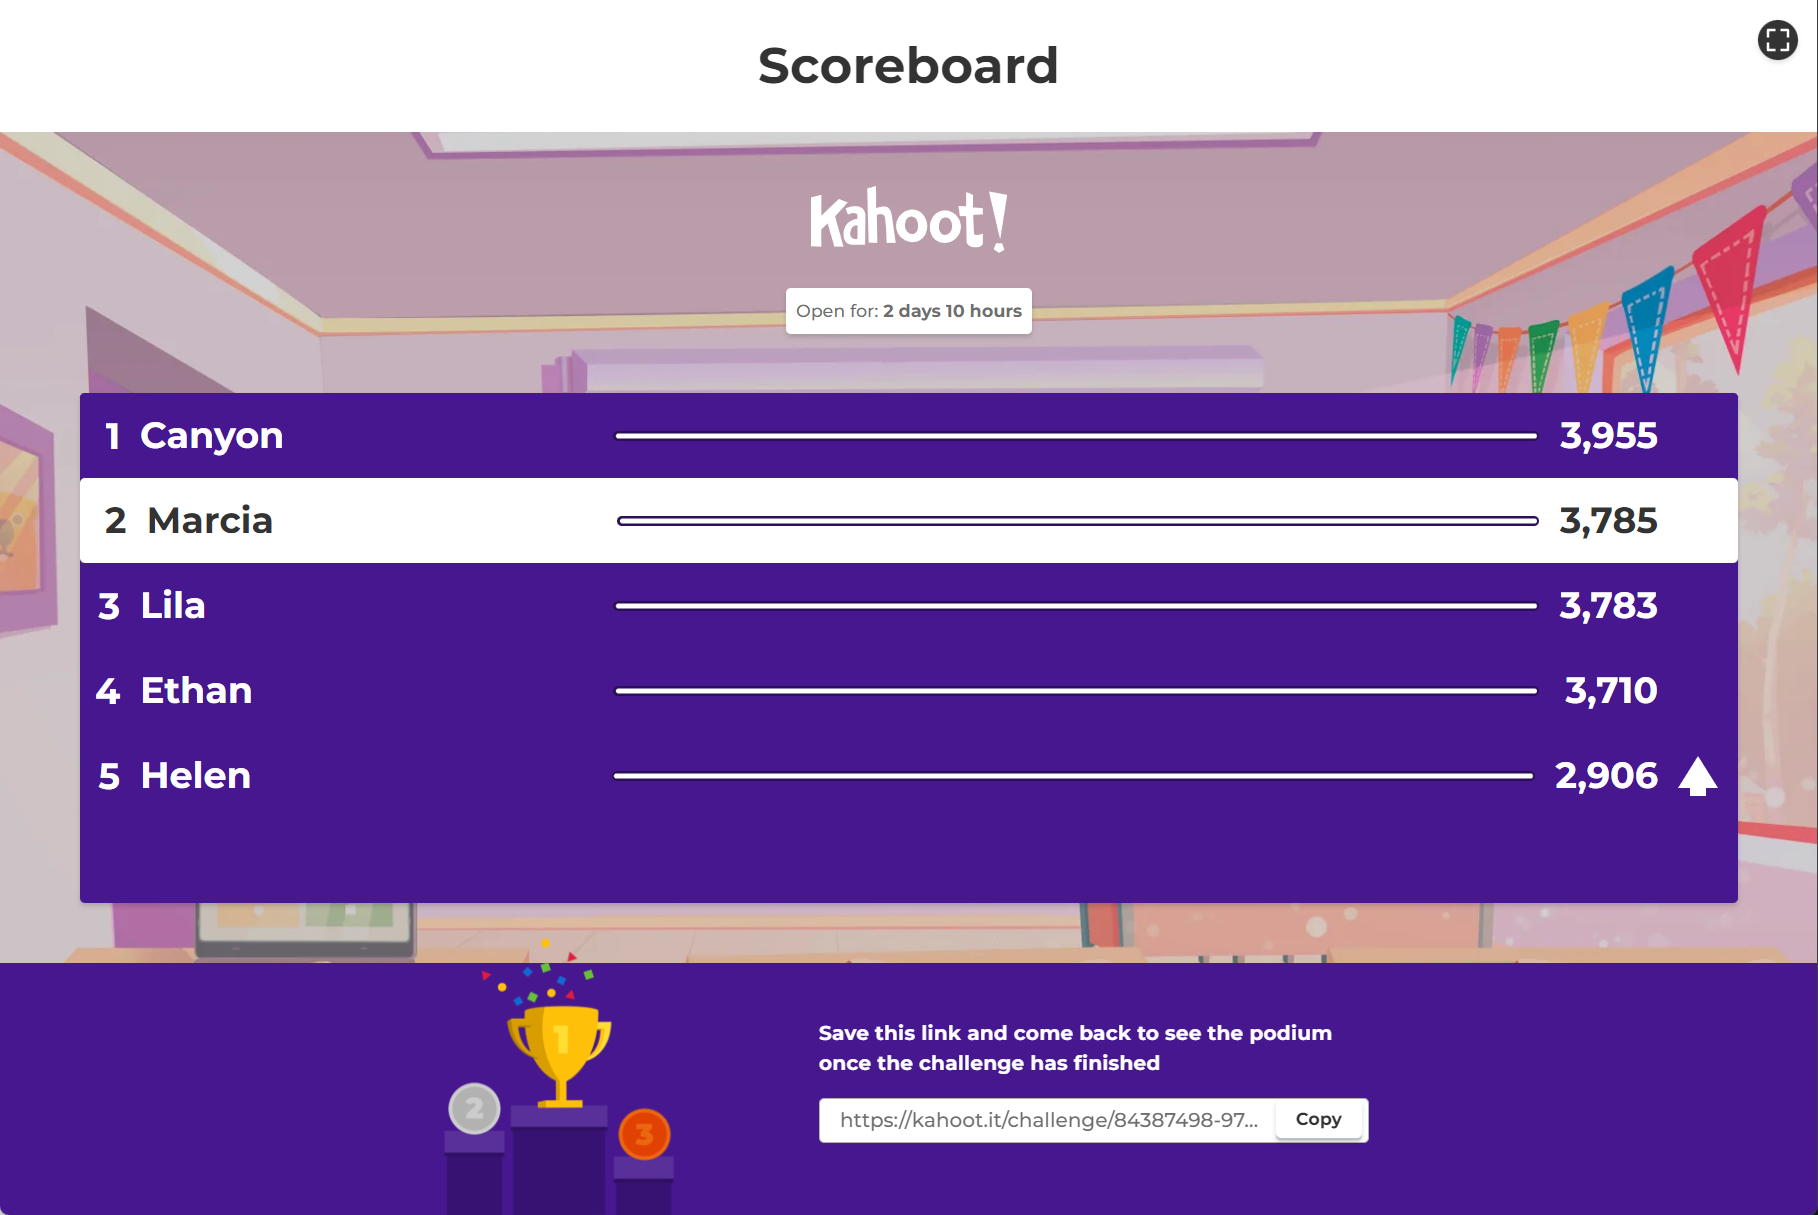 Scoreboard
Kahoot!
Open for: 2 days 10 hours
1 Canyon 3,955
2 Marcia 3,785
3 Lila 3,783
4 Ethan 3,710
5 Helen 2,906
1
2
3
Save this link and come back to see the podium
once the challenge has finished
https://kahoot.it/challenge/84387498-97... Copy